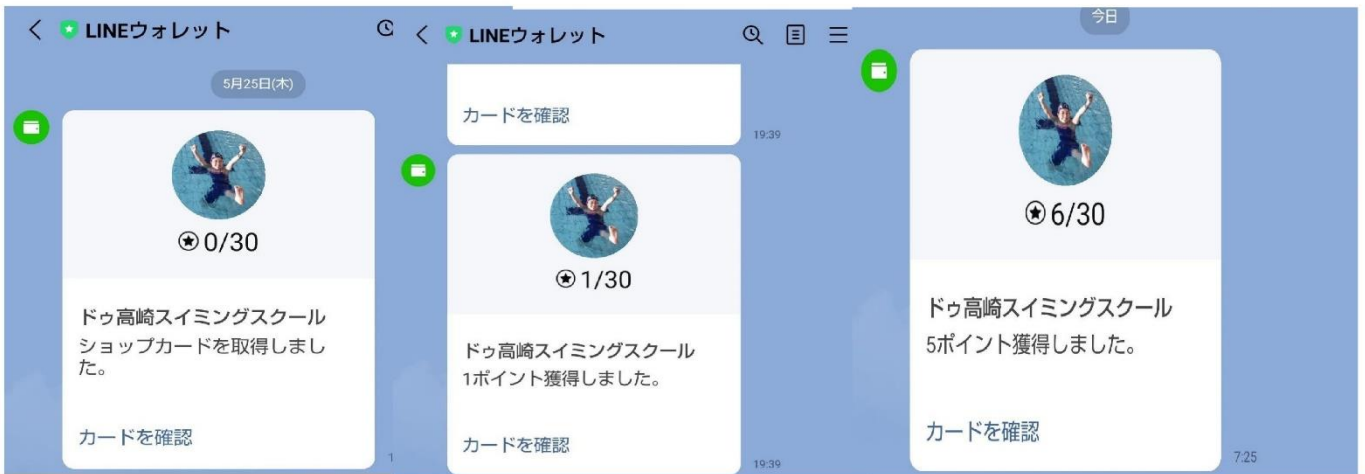 LINEウォレット
5月25日(木)
0/30
ドゥ高崎スイミングスクール
ショップカードを取得しまし
た。
カードを確認
1
LINEウォレット
カードを確認
19:39
1/30
ドゥ高崎スイミングスクール
1ポイント獲得しました。
カードを確認
19:39
今日
6/30
ドゥ高崎スイミングスクール
5ポイント獲得しました。
カードを確認
7:25